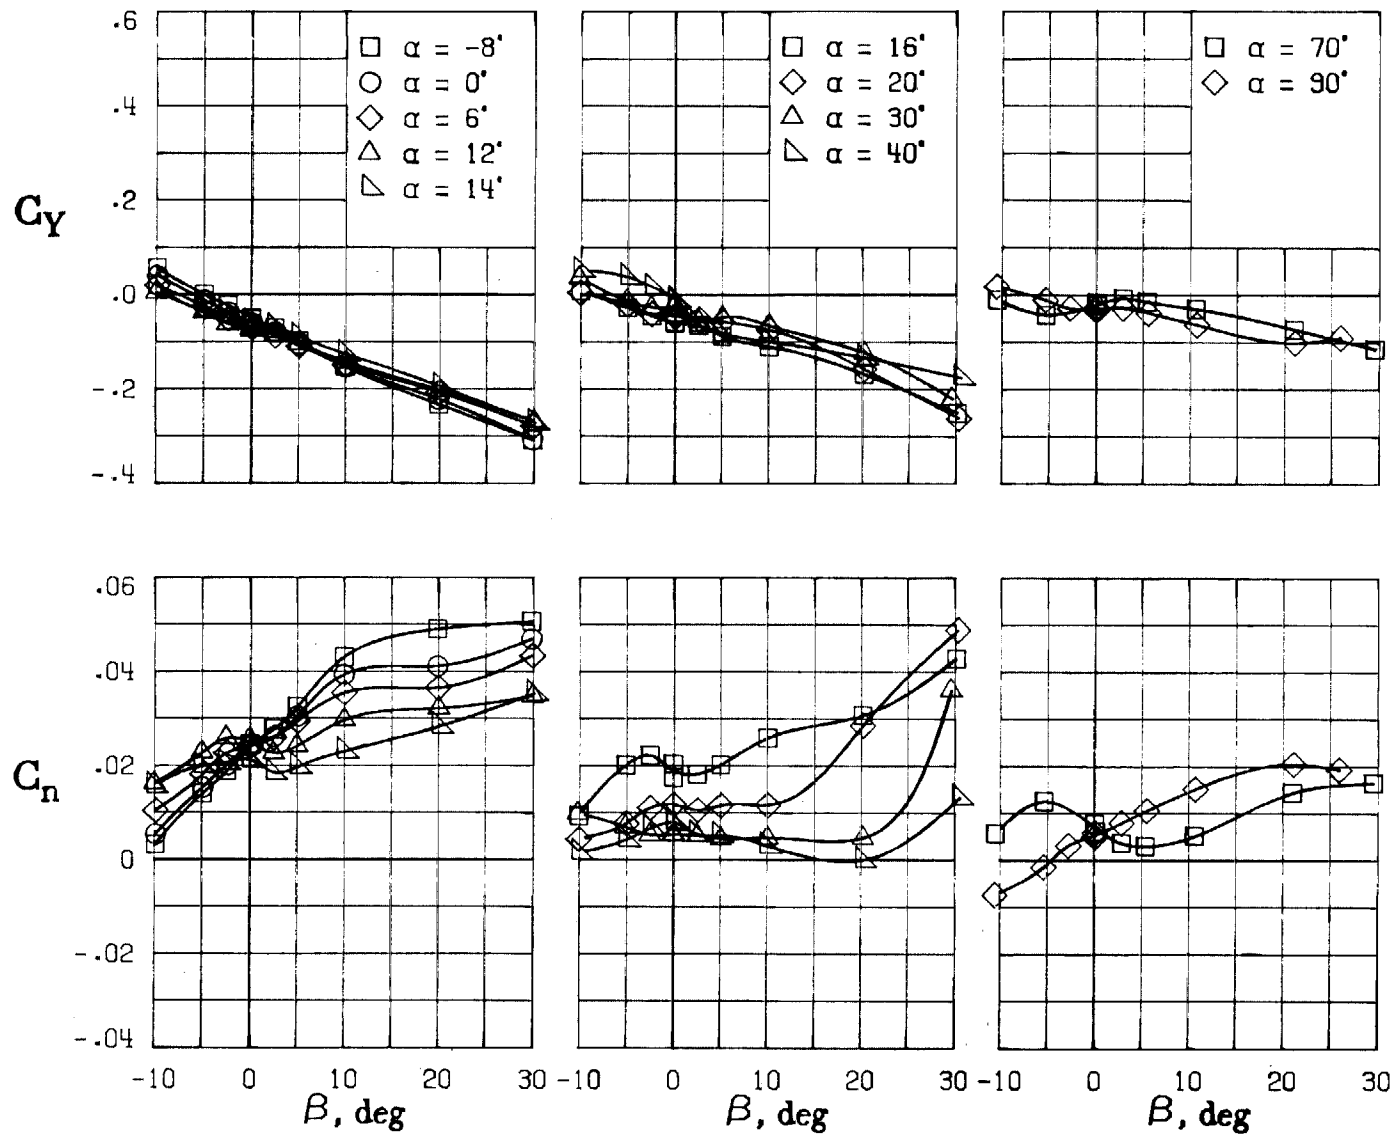 .6
.4
.2
.0
-.2
-.4
C_Y
□ α = -8°
○ α = 0°
◇ α = 6°
△ α = 12°
◺ α = 14°
□ α = 16°
◇ α = 20°
△ α = 30°
◺ α = 40°
□ α = 70°
◇ α = 90°
.06
.04
.02
0
-.02
-.04
C_n
-10 0 10 20 30
-10 0 10 20 30
-10 0 10 20 30
β, deg
β, deg
β, deg